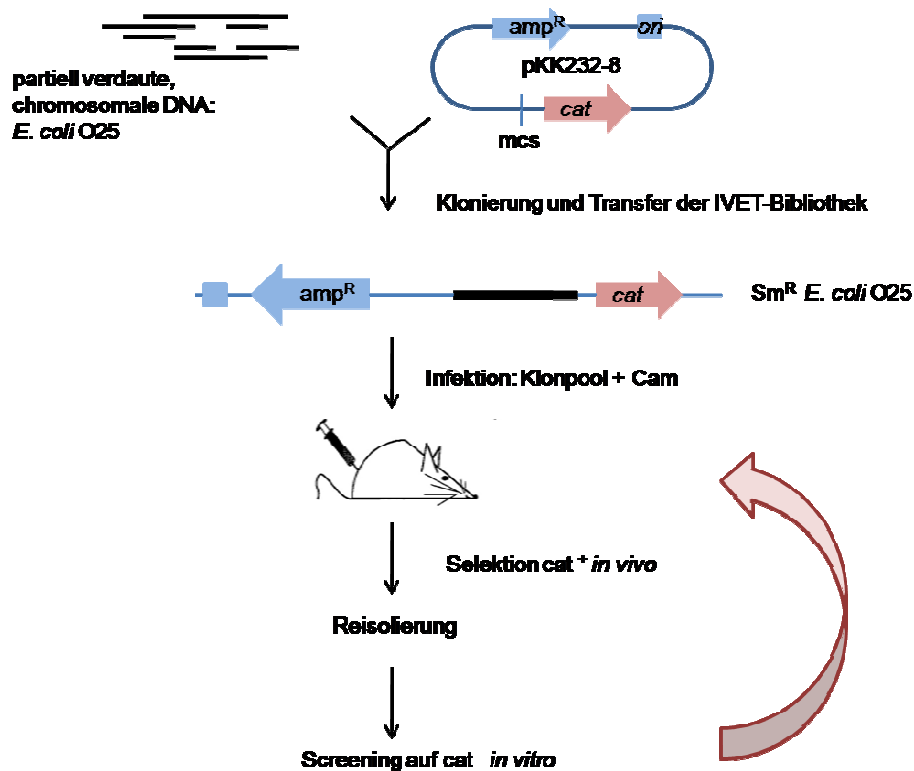 amp^R
ori
pKK232-8
cat
mcs
partiell verdaute,
chromosomale DNA:
E. coli O25
Klonierung und Transfer der IVET-Bibliothek
amp^R
cat
Sm^R E. coli O25
Infektion: Klonpool + Cam
Selektion cat + in vivo
Reisolierung
Screening auf cat in vitro